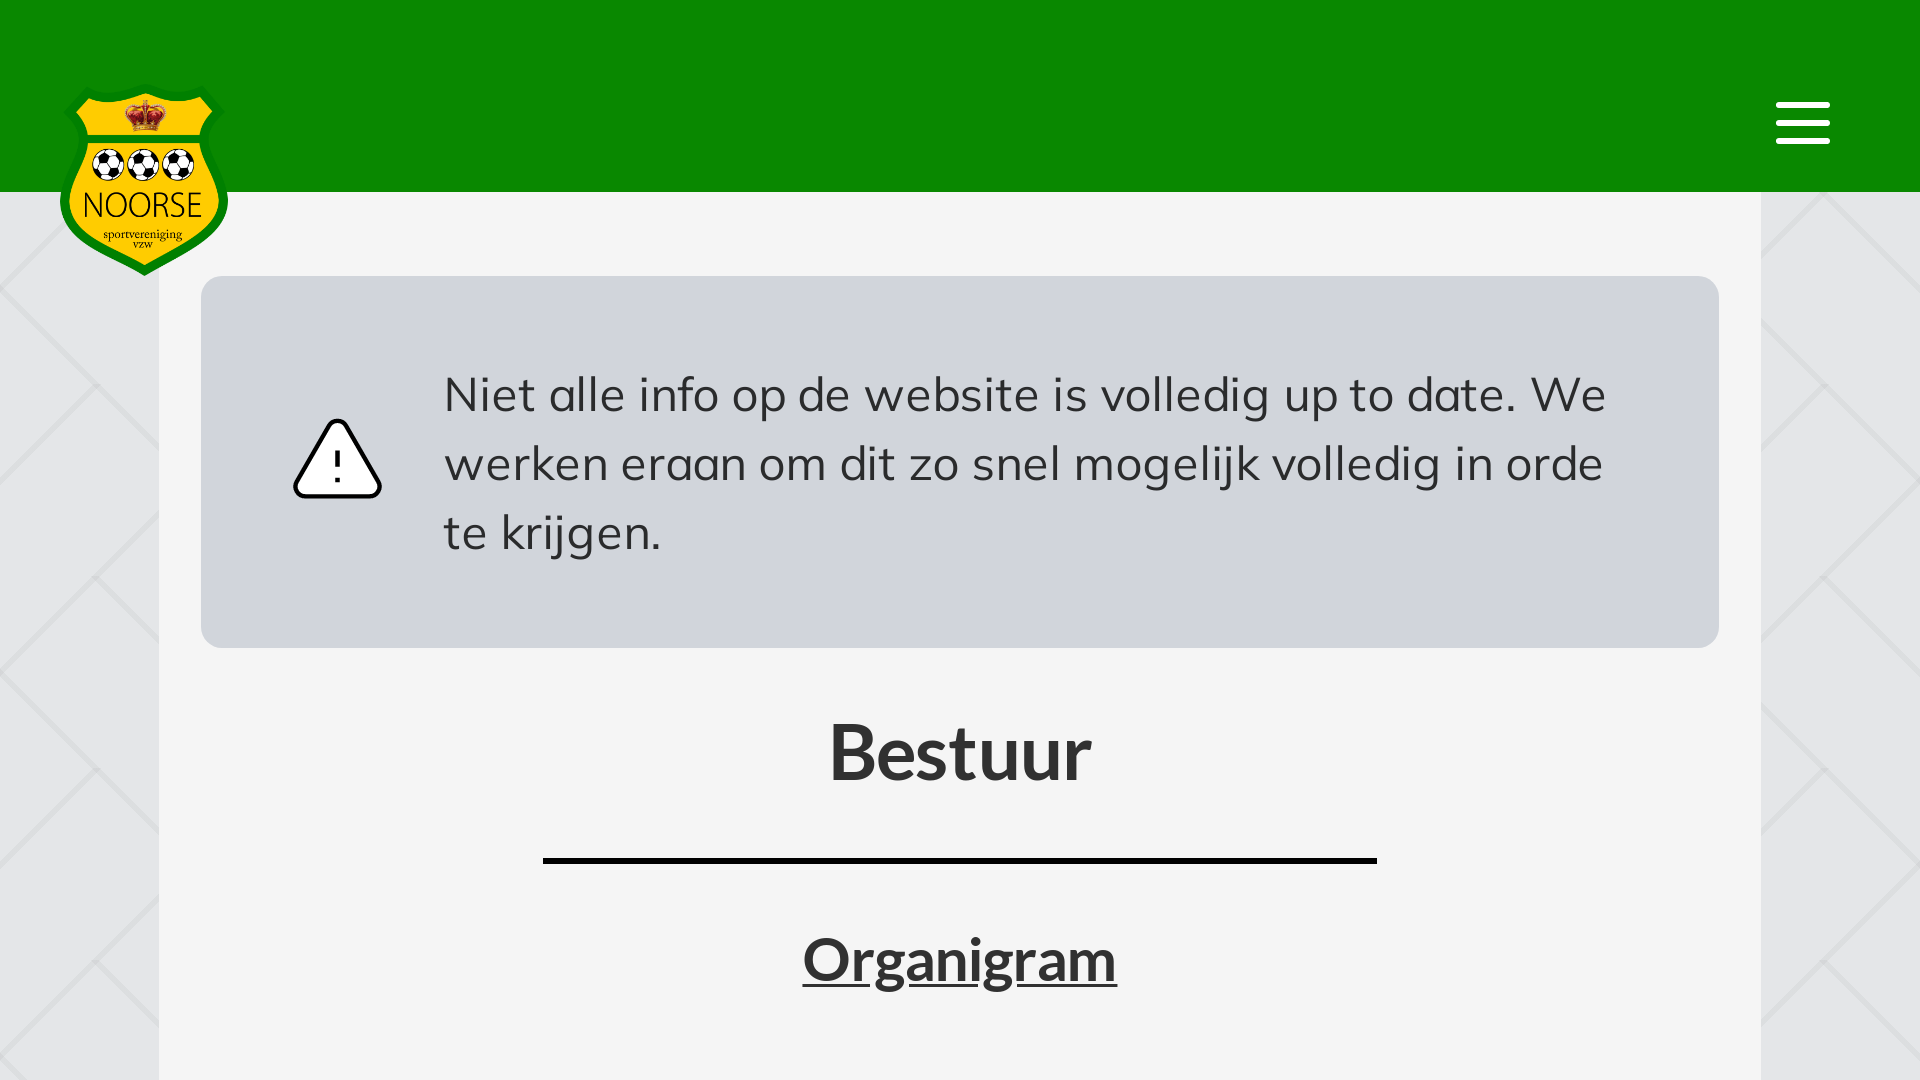 NOORSE
sportvereniging
vzw
Niet alle info op de website is volledig up to date. We
werken eraan om dit zo snel mogelijk volledig in orde
te krijgen.
Bestuur
Organigram